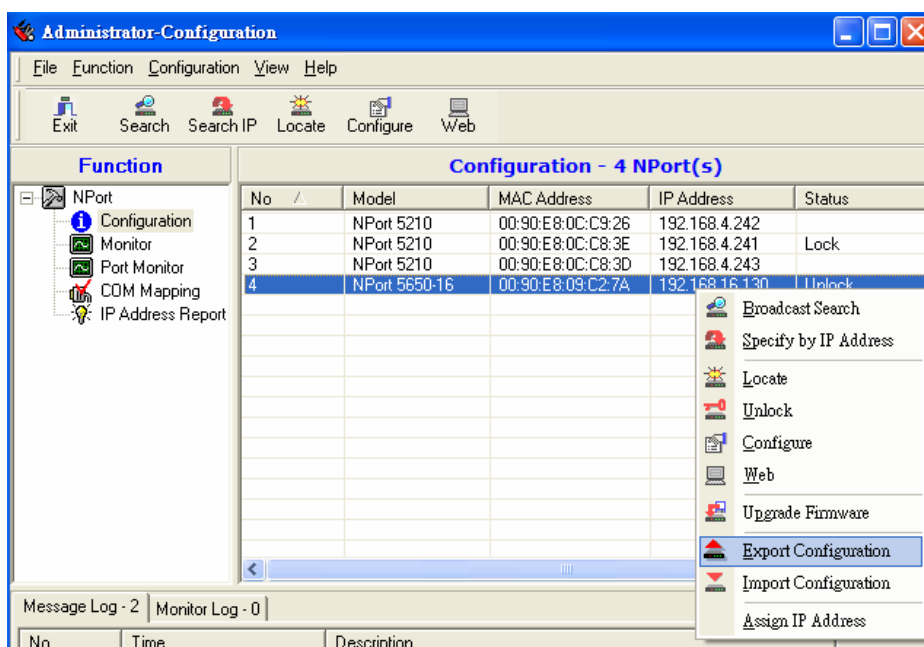 Administrator-Configuration
File Function Configuration View Help
Exit Search Search IP Locate Configure Web
Function
NPort
Configuration
Monitor
Port Monitor
COM Mapping
IP Address Report
Configuration - 4 NPort(s)
No Model MAC Address IP Address Status
1 NPort 5210 00:90:E8:0C:C9:26 192.168.4.242
2 NPort 5210 00:90:E8:0C:C8:3E 192.168.4.241 Lock
3 NPort 5210 00:90:E8:0C:C8:3D 192.168.4.243
4 NPort 5650-16 00:90:E8:09:C2:7A 192.168.16.130 Unlock
Broadcast Search
Specify by IP Address
Locate
Unlock
Configure
Web
Upgrade Firmware
Export Configuration
Import Configuration
Assign IP Address
Message Log - 2 Monitor Log - 0
No Time Description